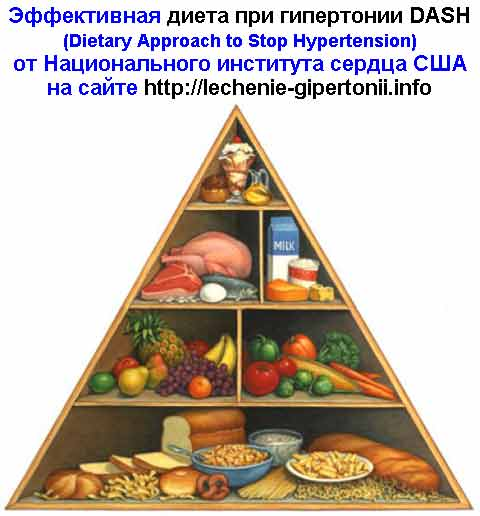 Эффективная диета при гипертонии DASH
(Dietary Approach to Stop Hypertension)
от Национального института сердца США
на сайте http://lechenie-gipertonii.info
MILK